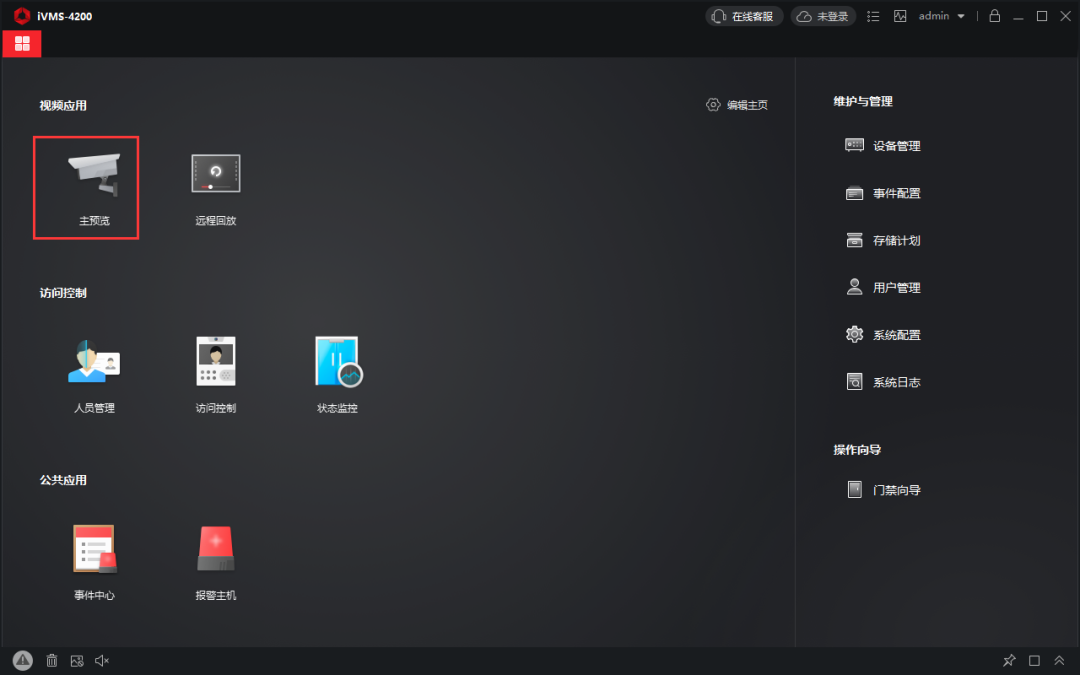 iVMS-4200
在线客服
未登录
admin
视频应用
编辑主页
主预览
远程回放
访问控制
人员管理
访问控制
状态监控
公共应用
事件中心
报警主机
维护与管理
设备管理
事件配置
存储计划
用户管理
系统配置
系统日志
操作向导
门禁向导